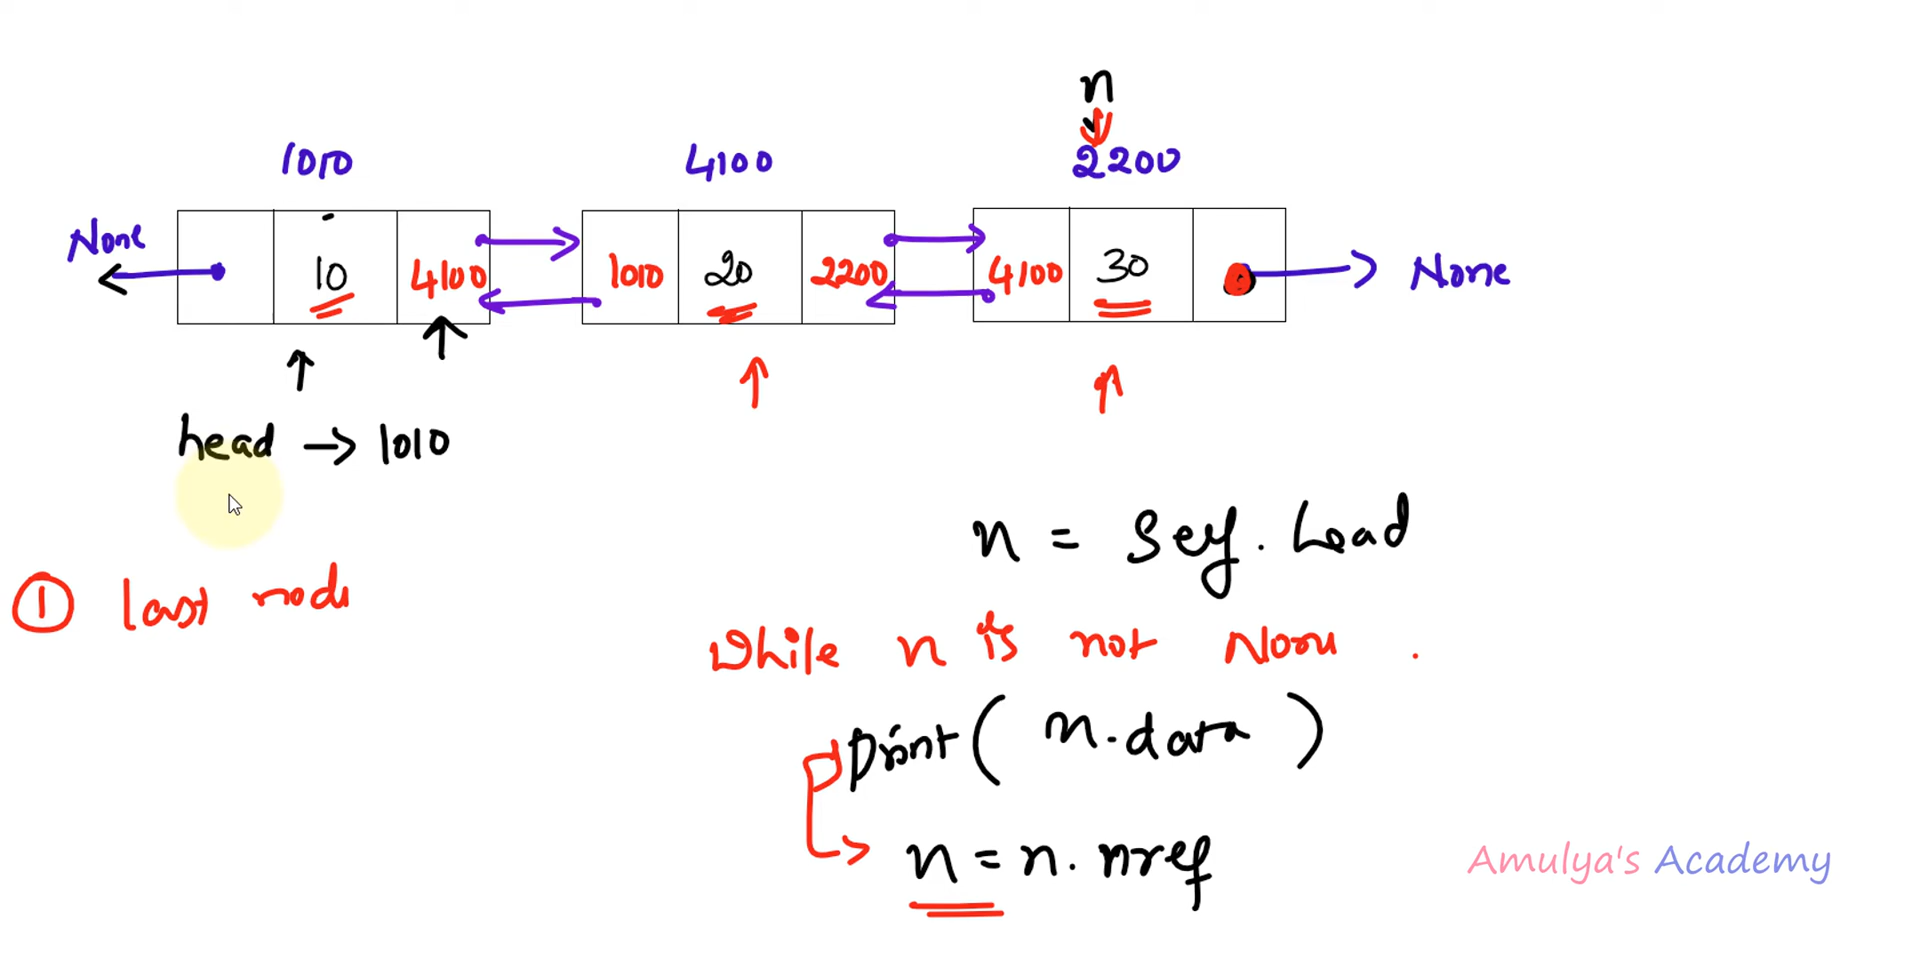 n
1010 4100 2200
None 10 4100 1010 20 2200 4100 30 None
head → 1010
n = self.head
① last node
while n is not None .
print( n.data )
n = n.nref
Amulya's Academy